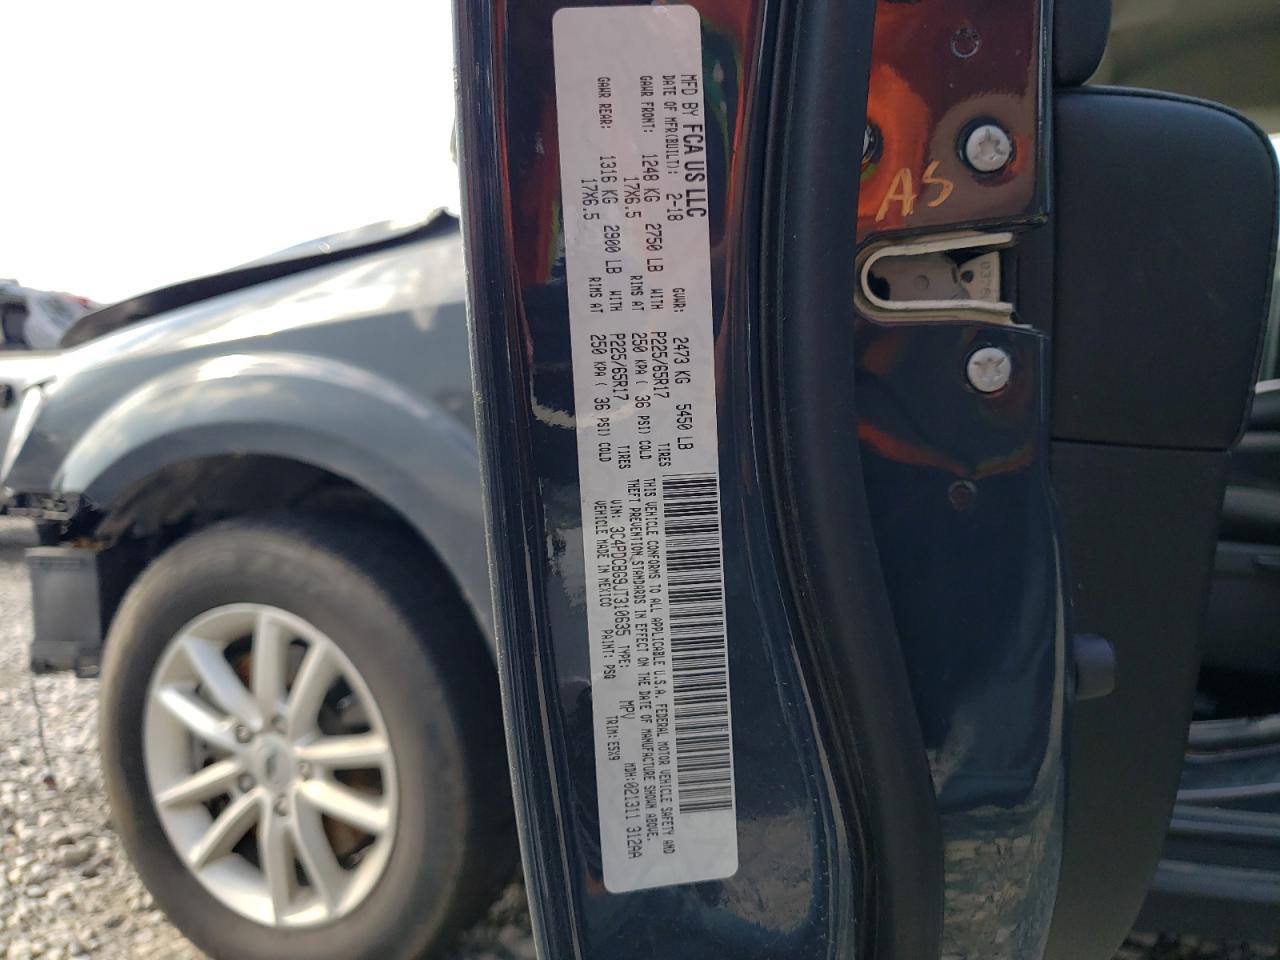 MFD BY FCA US LLC
DATE OF MFR(BUILT): 2-18 GVWR: 2473 KG 5450 LB
GAWR FRONT: 1248 KG 2750 LB WITH P225/65R17 TIRES
17X6.5 RIMS AT 250 KPA ( 36 PSI) COLD
GAWR REAR: 1316 KG 2900 LB WITH P225/65R17 TIRES
17X6.5 RIMS AT 250 KPA ( 36 PSI) COLD
THIS VEHICLE CONFORMS TO ALL APPLICABLE U.S.A. FEDERAL MOTOR VEHICLE SAFETY AND
THEFT PREVENTION STANDARDS IN EFFECT ON THE DATE OF MANUFACTURE SHOWN ABOVE.
VIN: 3C4PDCBG9JT310635 TYPE: MPV MDH:021311 312AA
VEHICLE MADE IN MEXICO PAINT: PSQ TRIM: E5X9
AS